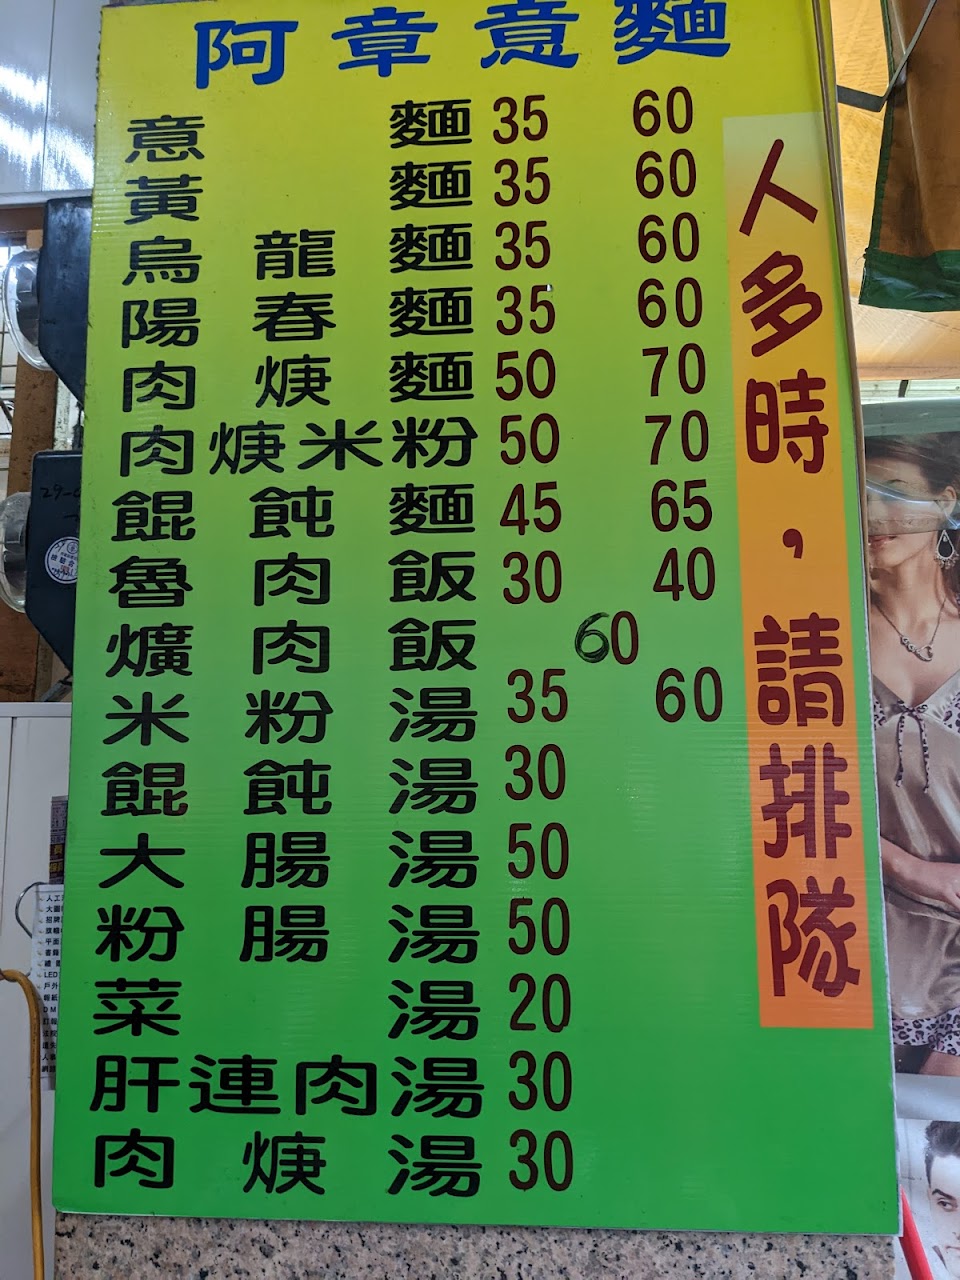 阿章意麵
意麵 35 60
黃麵 35 60
烏龍麵 35 60
陽春麵 35 60
肉焿麵 50 70
肉焿米粉 50 70
餛飩麵 45 65
魯肉飯 30 40
爌肉飯 60
米粉湯 35 60
餛飩湯 30
大腸湯 50
粉腸湯 50
菜湯 20
肝連肉湯 30
肉焿湯 30
人多時，請排隊